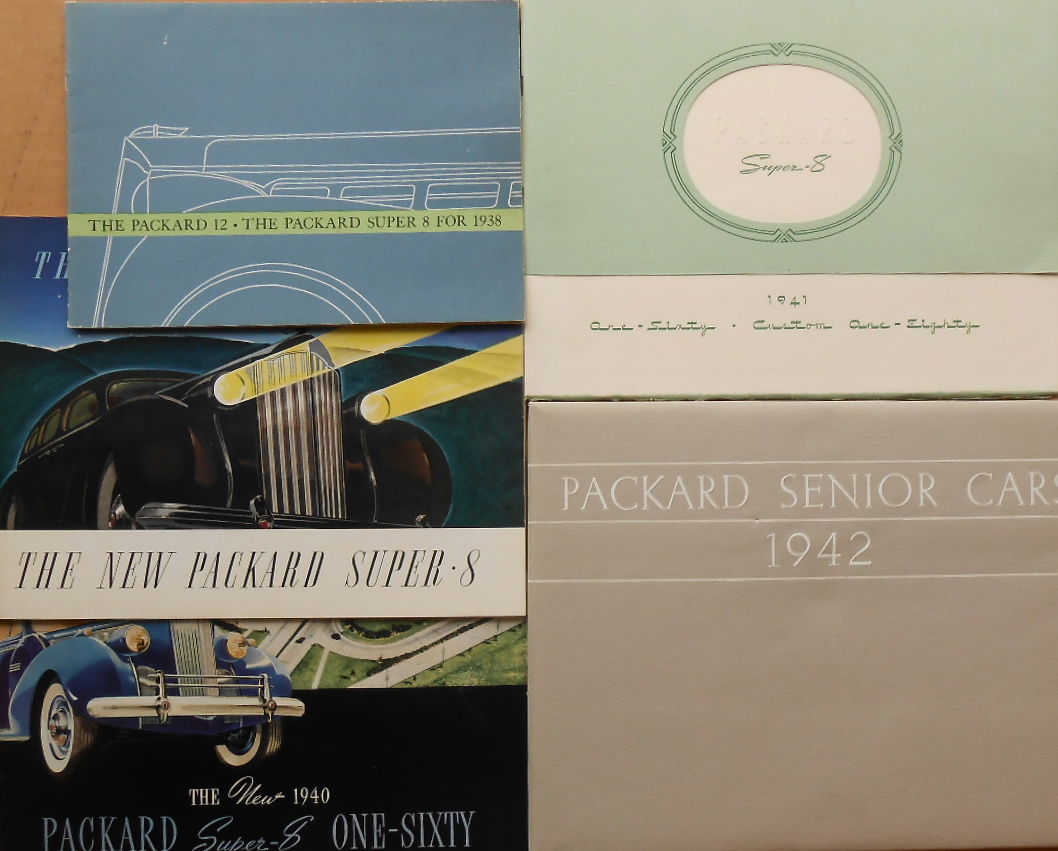 THE PACKARD 12 • THE PACKARD SUPER 8 FOR 1938
TH
THE NEW PACKARD SUPER•8
THE New 1940
PACKARD Super-8 ONE-SIXTY
PACKARD
Super-8
1941
One-Sixty • Custom One-Eighty
PACKARD SENIOR CARS
1942